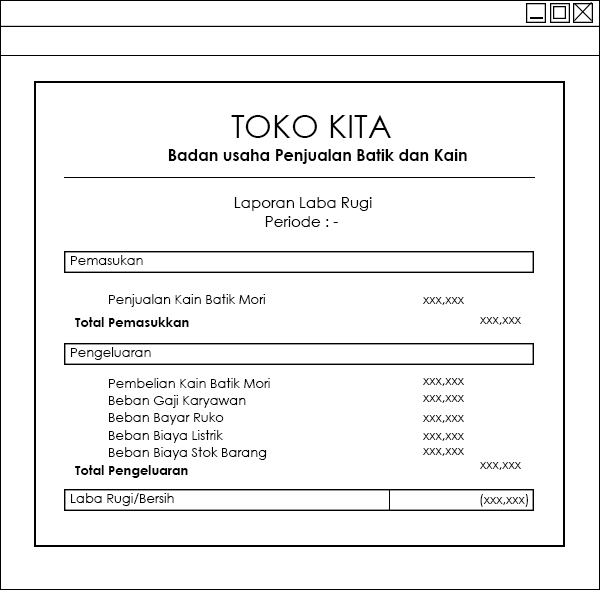 TOKO KITA
Badan usaha Penjualan Batik dan Kain
Laporan Laba Rugi
Periode : -
Pemasukan
Penjualan Kain Batik Mori xxx,xxx
Total Pemasukkan xxx,xxx
Pengeluaran
Pembelian Kain Batik Mori xxx,xxx
Beban Gaji Karyawan xxx,xxx
Beban Bayar Ruko xxx,xxx
Beban Biaya Listrik xxx,xxx
Beban Biaya Stok Barang xxx,xxx
Total Pengeluaran xxx,xxx
Laba Rugi/Bersih (xxx,xxx)